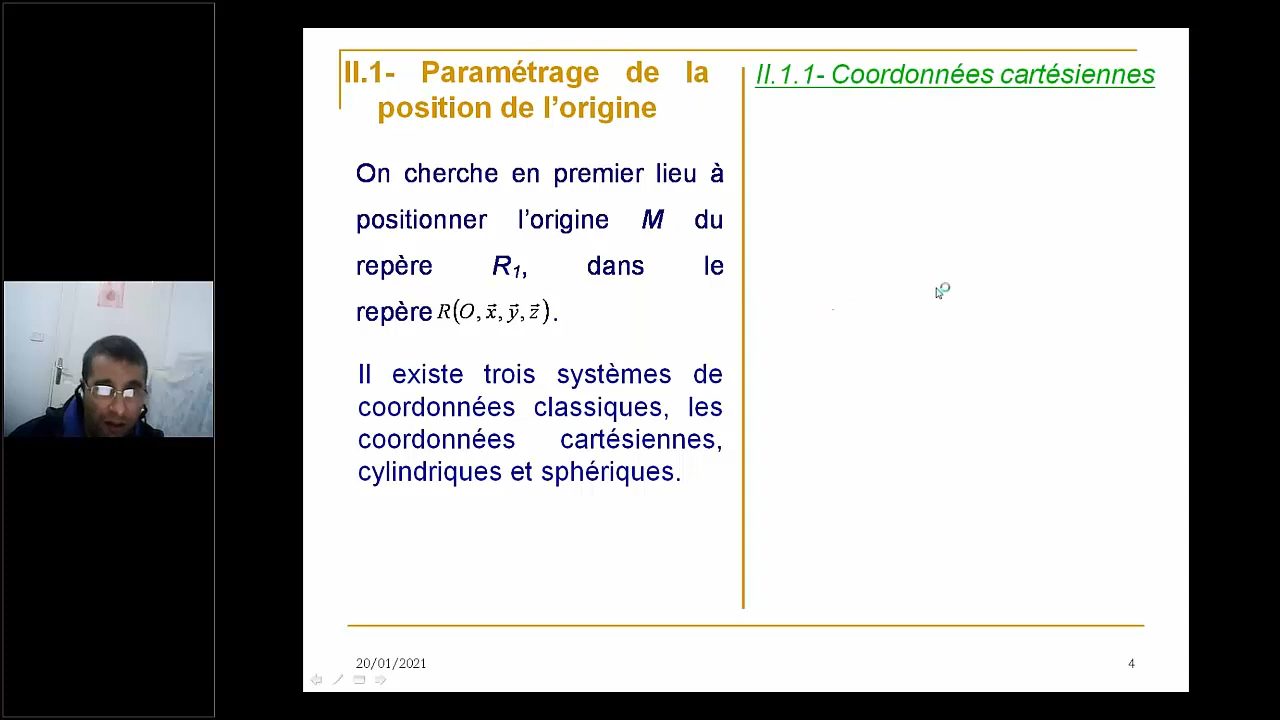 II.1- Paramétrage de la
position de l’origine
On cherche en premier lieu à
positionner l’origine M du
repère R₁, dans le
repère R(O, x⃗, y⃗, z⃗).
Il existe trois systèmes de
coordonnées classiques, les
coordonnées cartésiennes,
cylindriques et sphériques.
II.1.1- Coordonnées cartésiennes
20/01/2021
4